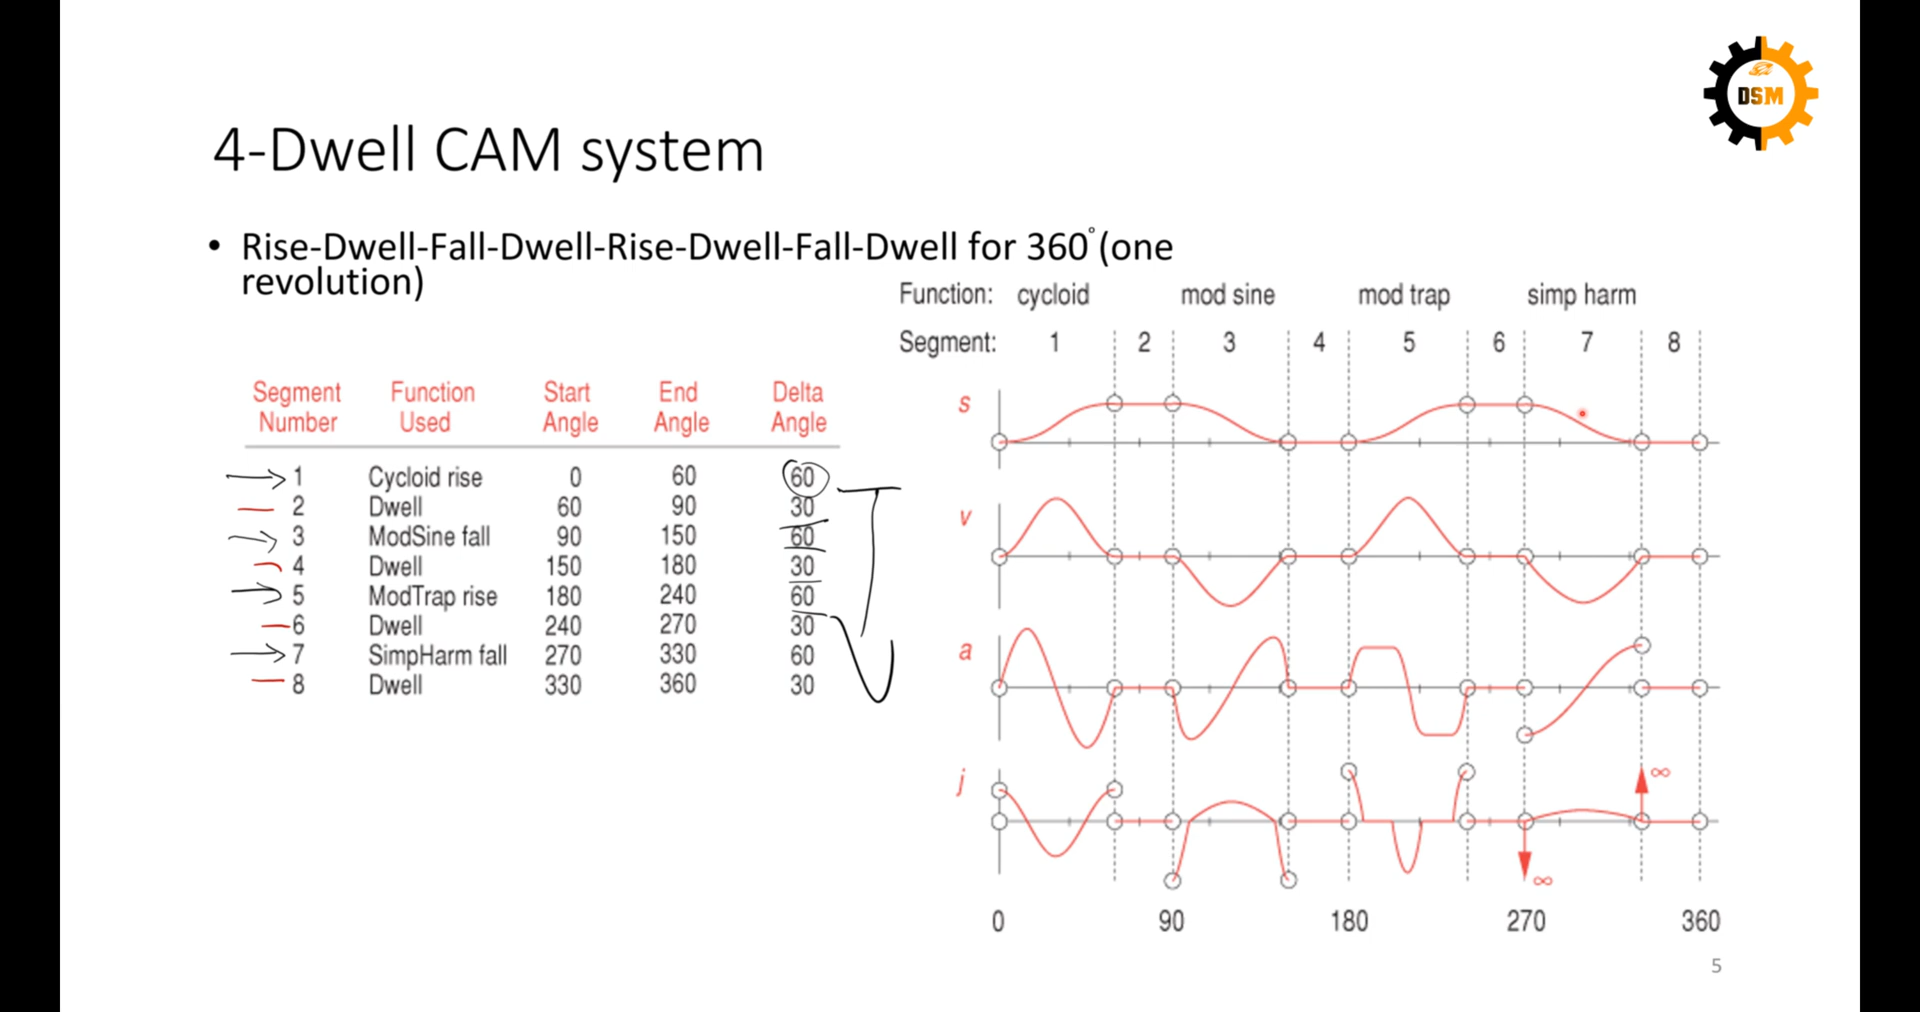 DSM
4-Dwell CAM system
• Rise-Dwell-Fall-Dwell-Rise-Dwell-Fall-Dwell for 360° (one
revolution)
Function: cycloid mod sine mod trap simp harm
Segment: 1 2 3 4 5 6 7 8
Segment Function Start End Delta
Number Used Angle Angle Angle
1 Cycloid rise 0 60 60
2 Dwell 60 90 30
3 ModSine fall 90 150 60
4 Dwell 150 180 30
5 ModTrap rise 180 240 60
6 Dwell 240 270 30
7 SimpHarm fall 270 330 60
8 Dwell 330 360 30
s
v
a
j
∞
∞
0 90 180 270 360
5